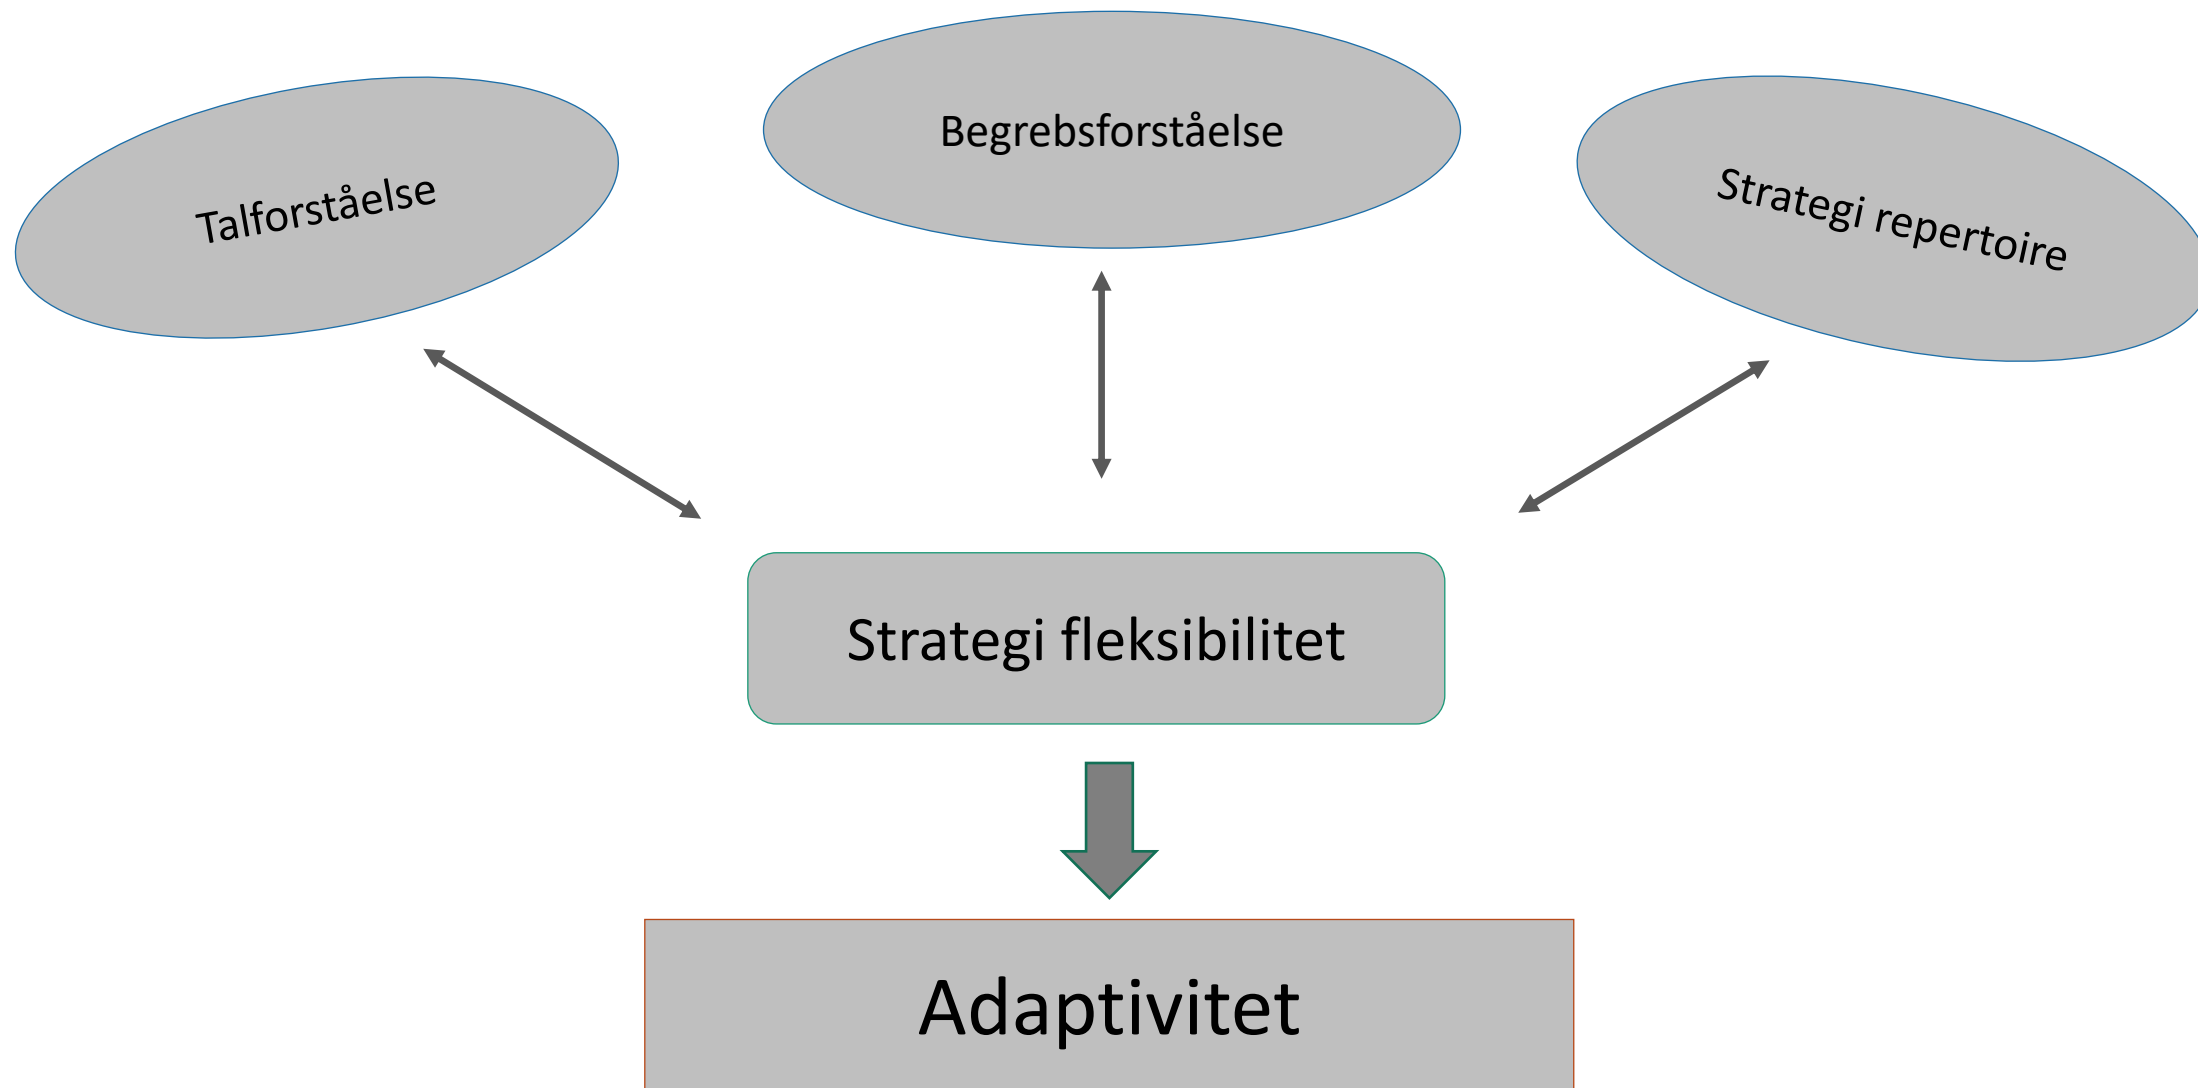 Talforståelse
Begrebsforståelse
Strategi repertoire
Strategi fleksibilitet
Adaptivitet